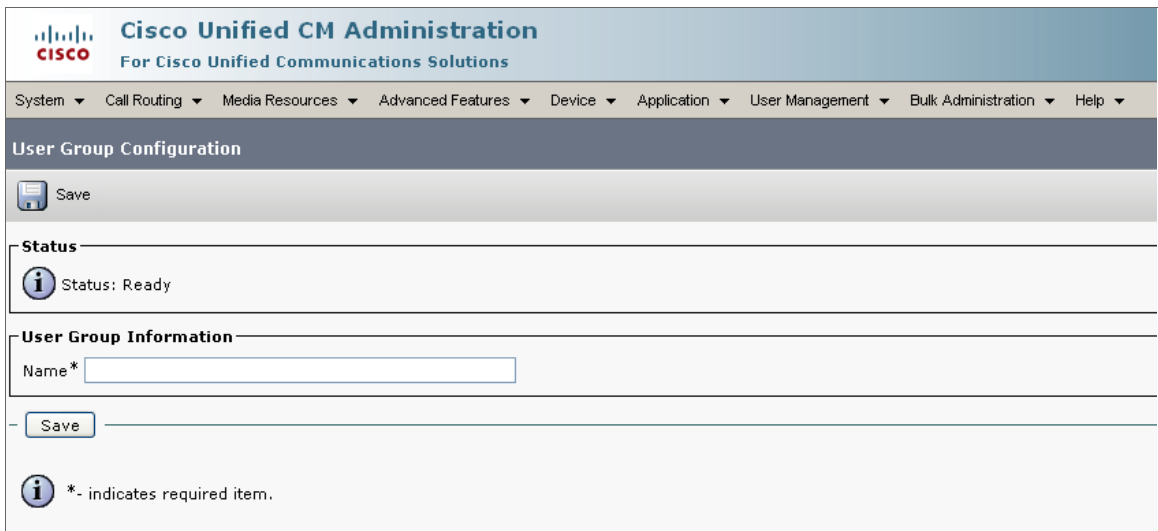 CISCO
Cisco Unified CM Administration
For Cisco Unified Communications Solutions
System Call Routing Media Resources Advanced Features Device Application User Management Bulk Administration Help
User Group Configuration
Save
Status
Status: Ready
User Group Information
Name*
Save
*- indicates required item.